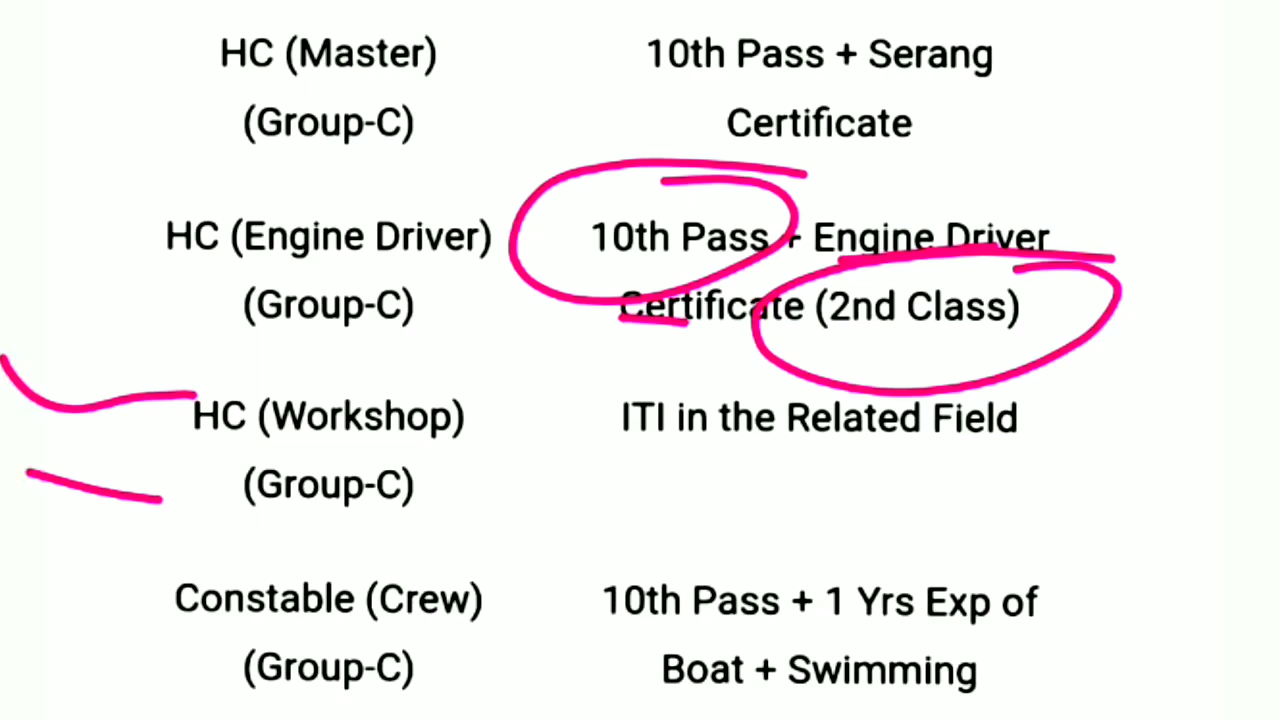 HC (Master) 10th Pass + Serang
(Group-C) Certificate
HC (Engine Driver) 10th Pass + Engine Driver
(Group-C) Certificate (2nd Class)
HC (Workshop) ITI in the Related Field
(Group-C)
Constable (Crew) 10th Pass + 1 Yrs Exp of
(Group-C) Boat + Swimming